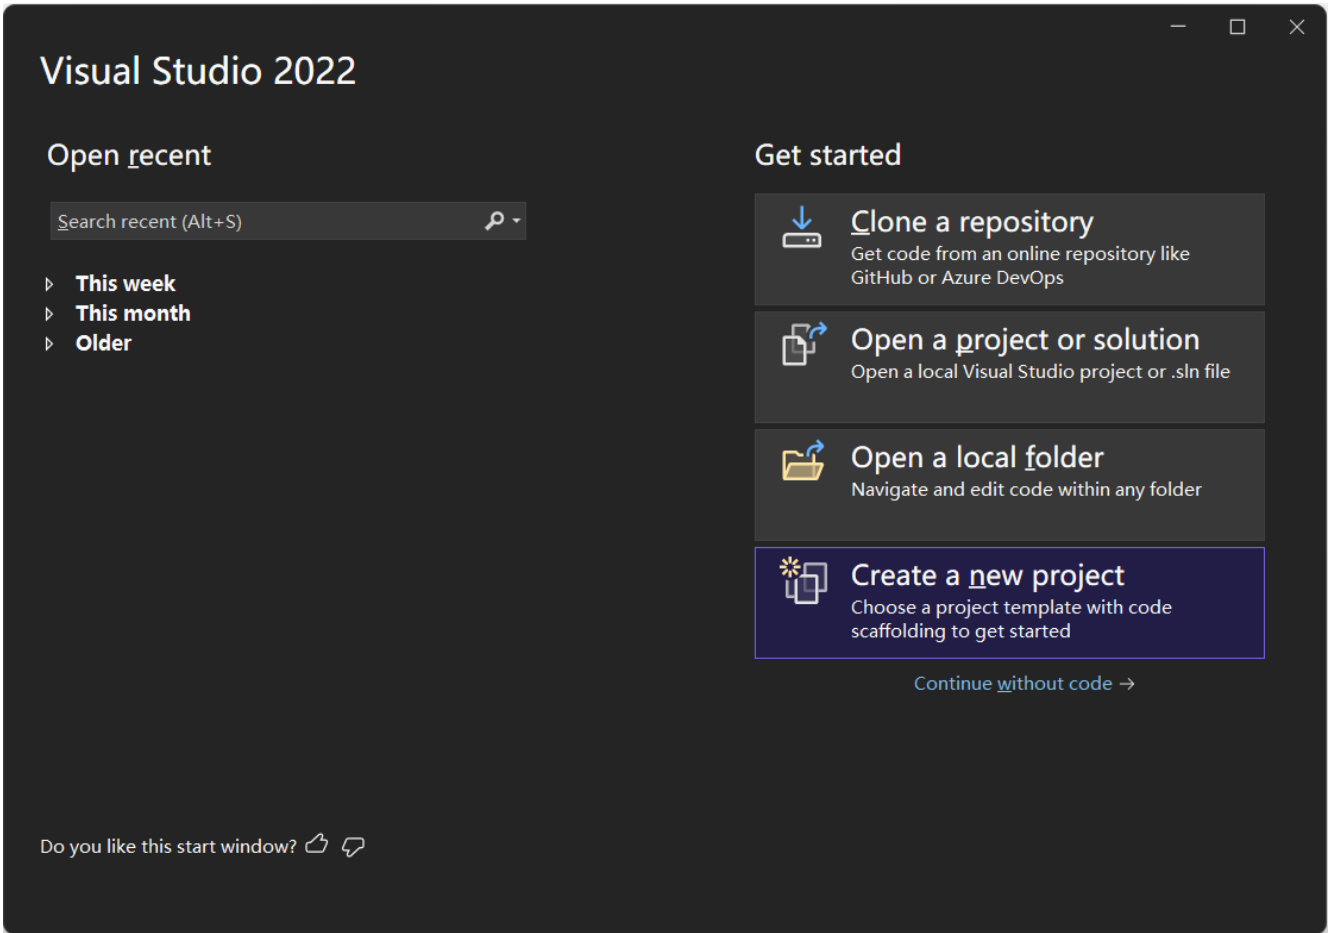 Visual Studio 2022
Open recent
Search recent (Alt+S)
This week
This month
Older
Get started
Clone a repository
Get code from an online repository like
GitHub or Azure DevOps
Open a project or solution
Open a local Visual Studio project or .sln file
Open a local folder
Navigate and edit code within any folder
Create a new project
Choose a project template with code
scaffolding to get started
Continue without code →
Do you like this start window?